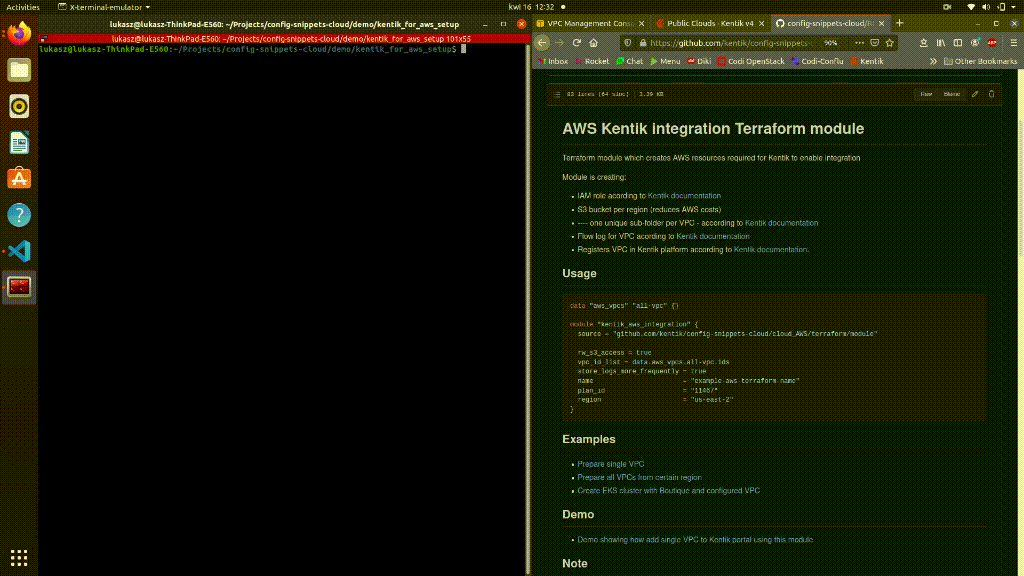 Activities
X-terminal-emulator
kwi 16 12:32
lukasz@lukasz-ThinkPad-E560: ~/Projects/config-snippets-cloud/demo/kentik_for_aws_setup
lukasz@lukasz-ThinkPad-E560: ~/Projects/config-snippets-cloud/demo/kentik_for_aws_setup 101x55
lukasz@lukasz-ThinkPad-E560:~/Projects/config-snippets-cloud/demo/kentik_for_aws_setup$
VPC Management Cons
Public Clouds - Kentik v4
config-snippets-cloud/
https://github.com/kentik/config-snippets-
90%
Inbox
Rocket
Chat
Menu
Diki
Codi OpenStack
Codi-Conflu
Kentik
Other Bookmarks
83 lines (64 sloc) 3.39 KB
Raw
Blame
AWS Kentik integration Terraform module
Terraform module which creates AWS resources required for Kentik to enable integration
Module is creating:
• IAM role acording to Kentik documentation
• S3 bucket per region (reduces AWS costs)
• ---- one unique sub-folder per VPC - according to Kentik documentation
• Flow log for VPC acording to Kentik documentation
• Registers VPC in Kentik platform according to Kentik documentation.
Usage
data "aws_vpcs" "all-vpc" {}
module "kentik_aws_integration" {
source = "github.com/kentik/config-snippets-cloud/cloud_AWS/terraform/module"
rw_s3_access = true
vpc_id_list = data.aws_vpcs.all-vpc.ids
store_logs_more_frequently = true
name = "example-aws-terraform-name"
plan_id = "11467"
region = "us-east-2"
}
Examples
• Prepare single VPC
• Prepare all VPCs from certain region
• Create EKS cluster with Boutique and configured VPC
Demo
• Demo showing how add single VPC to Kentik portal using this module
Note